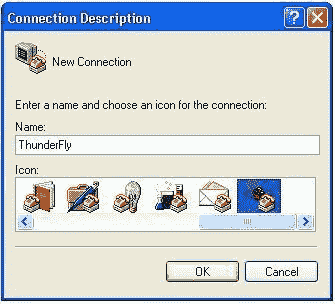 Connection Description
New Connection
Enter a name and choose an icon for the connection:
Name:
ThunderFly
Icon:
OK
Cancel